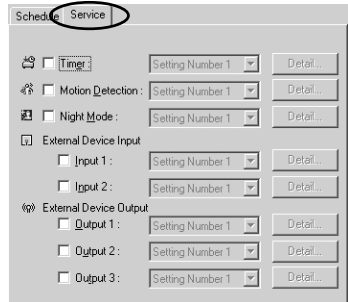 Schedule Service
Timer : Setting Number 1 Detail...
Motion Detection : Setting Number 1 Detail...
Night Mode : Setting Number 1 Detail...
External Device Input
Input 1 : Setting Number 1 Detail...
Input 2 : Setting Number 1 Detail...
External Device Output
Output 1 : Setting Number 1 Detail...
Output 2 : Setting Number 1 Detail...
Output 3 : Setting Number 1 Detail...